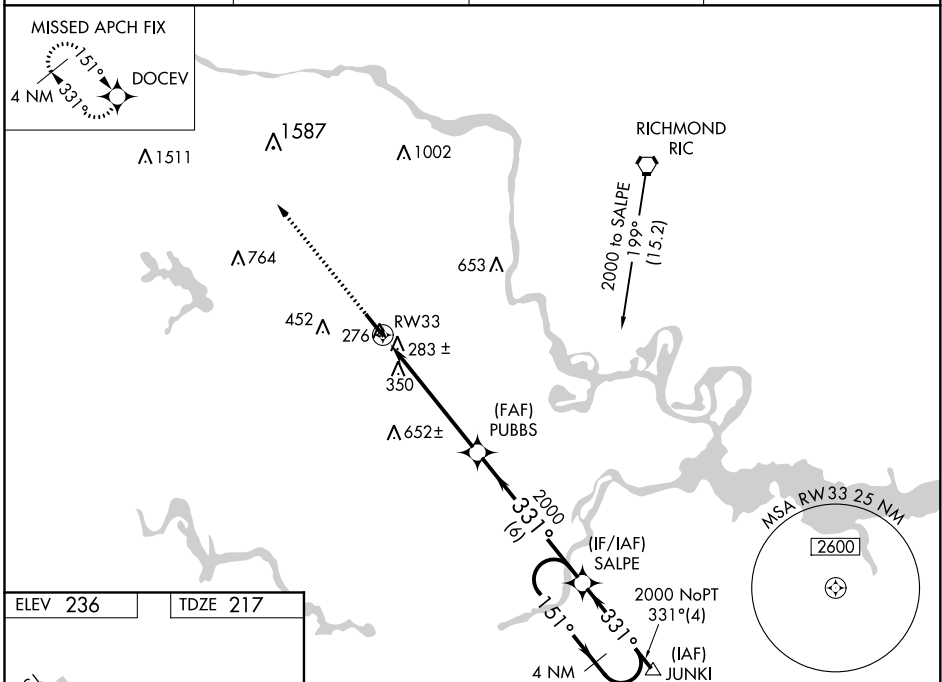 MISSED APCH FIX
151°
DOCEV
4 NM
331°
1511
1587
1002
RICHMOND
RIC
2000 to SALPE
199°
(15.2)
764
653
452
276
RW33
283 ±
350
652±
(FAF)
PUBBS
2000
331°
(6)
(IF/IAF)
SALPE
MSA RW33 25 NM
2600
2000 NoPT
331°(4)
331°
151°
4 NM
(IAF)
JUNKI
ELEV 236
TDZE 217